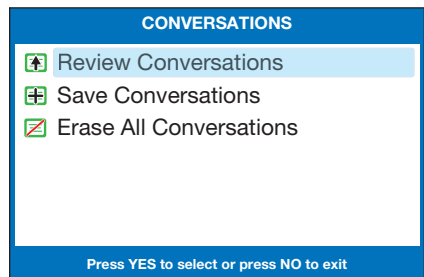 CONVERSATIONS
Review Conversations
Save Conversations
Erase All Conversations
Press YES to select or press NO to exit